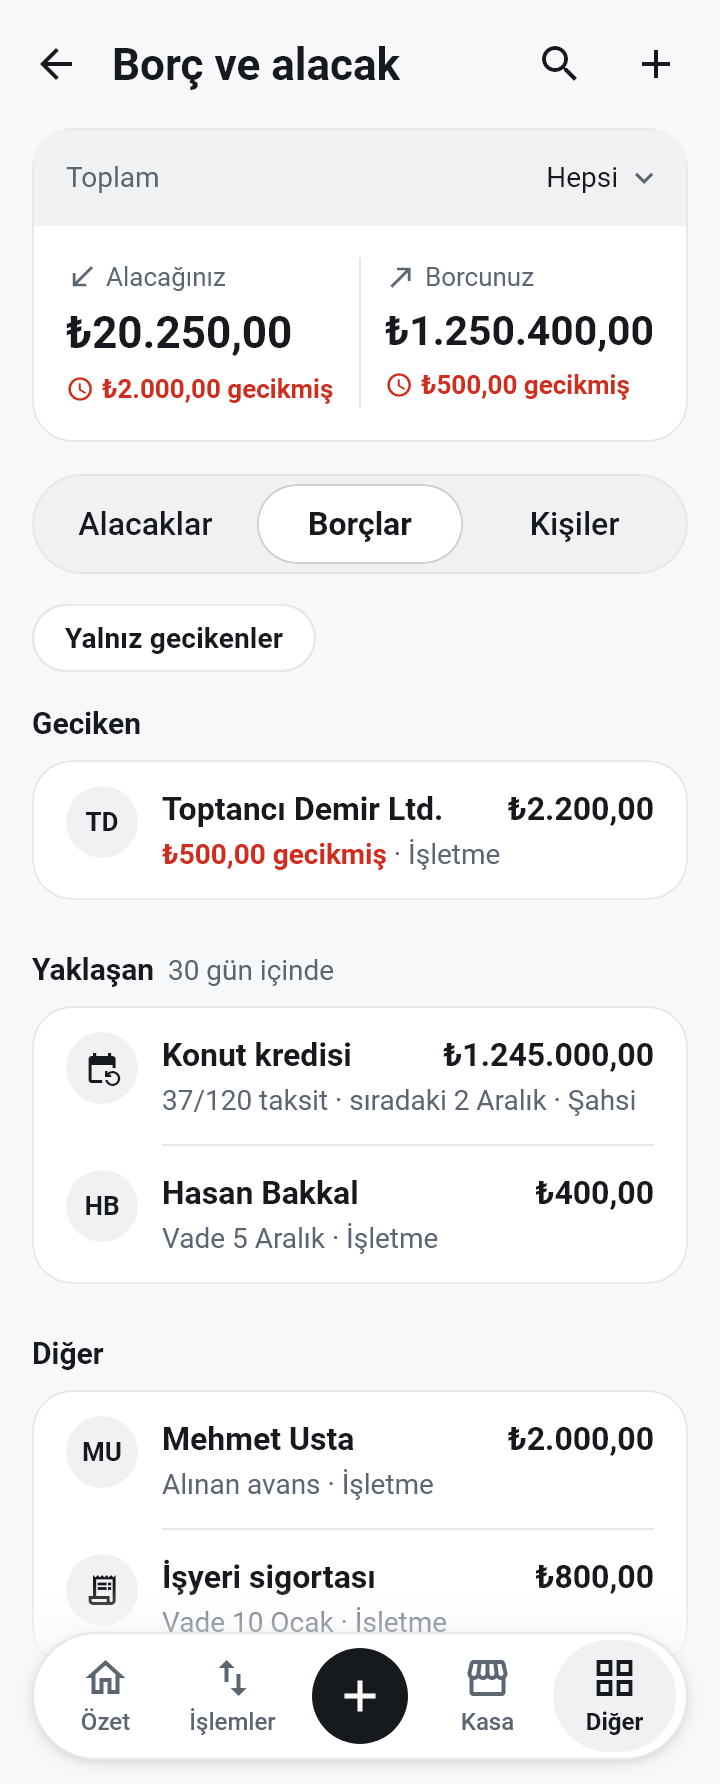 Borç ve alacak
Toplam
Hepsi
Alacağınız
₺20.250,00
₺2.000,00 gecikmiş
Borcunuz
₺1.250.400,00
₺500,00 gecikmiş
Alacaklar
Borçlar
Kişiler
Yalnız gecikenler
Geciken
TD
Toptancı Demir Ltd.
₺2.200,00
₺500,00 gecikmiş · İşletme
Yaklaşan 30 gün içinde
Konut kredisi
₺1.245.000,00
37/120 taksit · sıradaki 2 Aralık · Şahsi
HB
Hasan Bakkal
₺400,00
Vade 5 Aralık · İşletme
Diğer
MU
Mehmet Usta
₺2.000,00
Alınan avans · İşletme
İşyeri sigortası
₺800,00
Vade 10 Ocak · İşletme
Özet
İşlemler
Kasa
Diğer